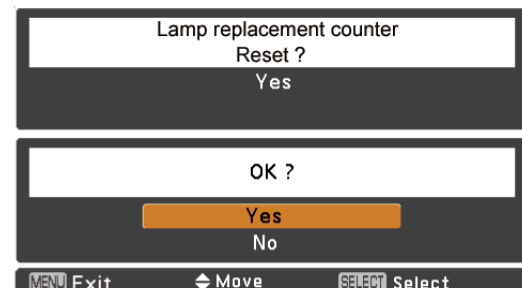 Lamp replacement counter
Reset ?
Yes
OK ?
Yes
No
MENU Exit Move SELECT Select